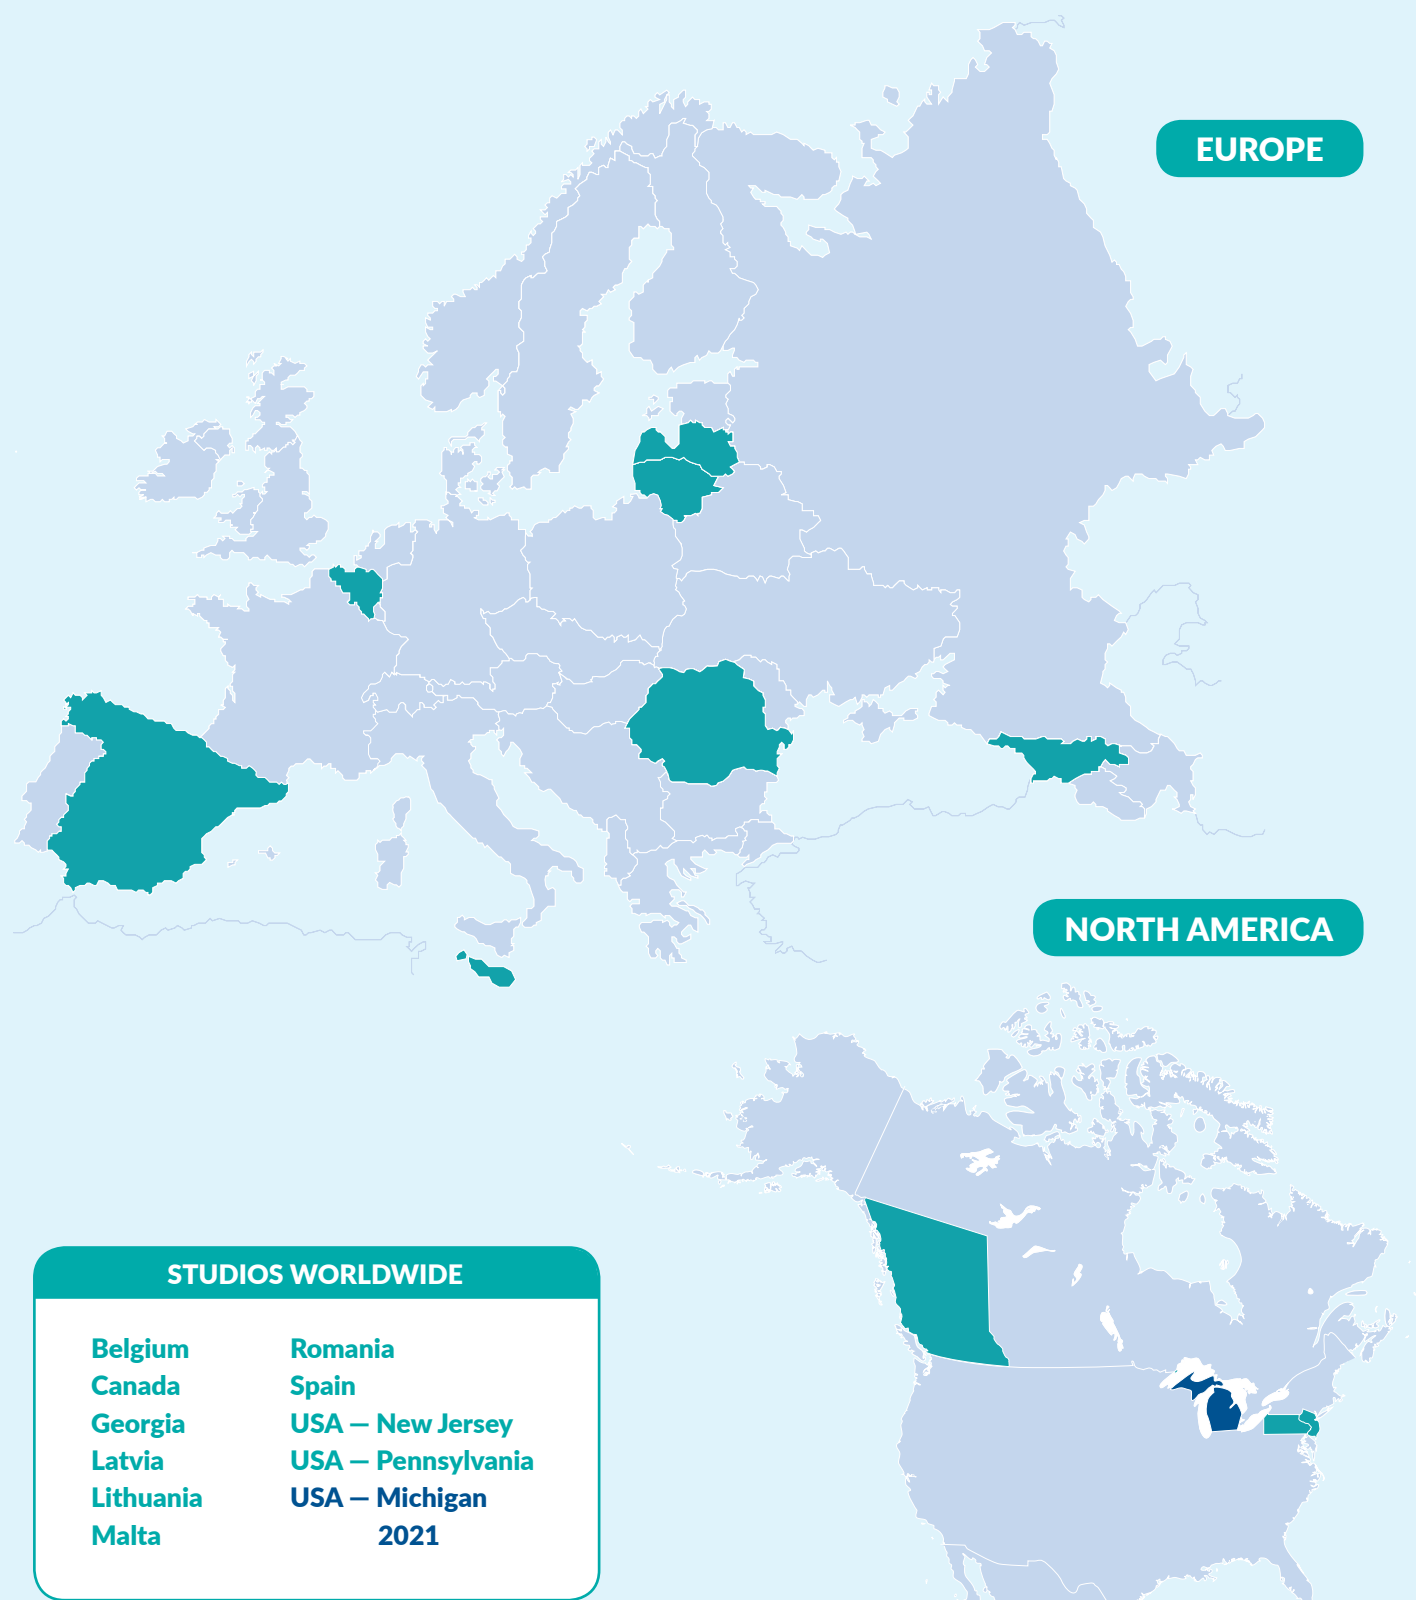 EUROPE
NORTH AMERICA
STUDIOS WORLDWIDE
Belgium
Canada
Georgia
Latvia
Lithuania
Malta
Romania
Spain
USA — New Jersey
USA — Pennsylvania
USA — Michigan
2021